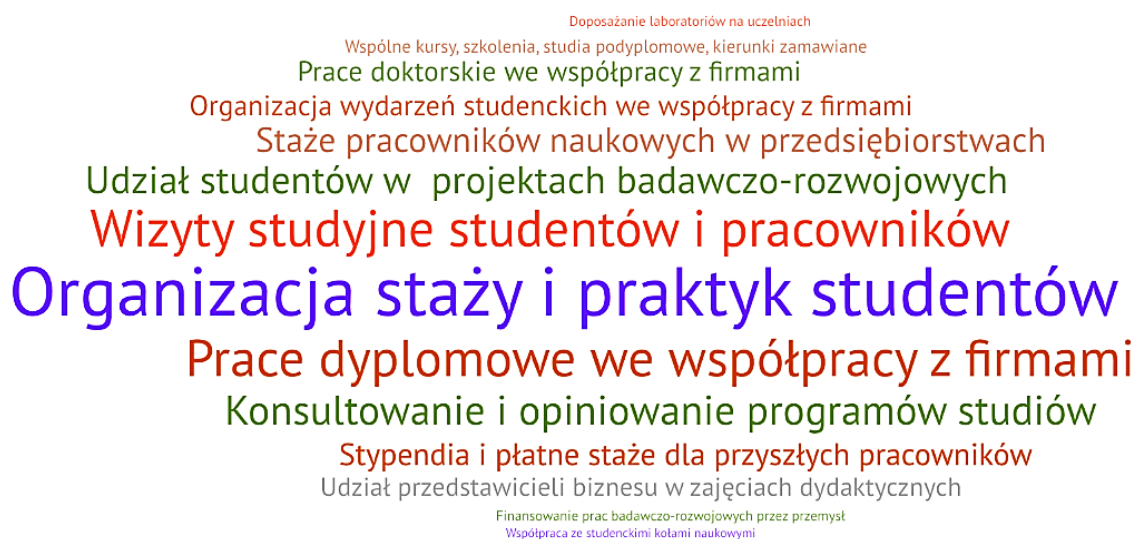 Doposażanie laboratoriów na uczelniach
Wspólne kursy, szkolenia, studia podyplomowe, kierunki zamawiane
Prace doktorskie we współpracy z firmami
Organizacja wydarzeń studenckich we współpracy z firmami
Staże pracowników naukowych w przedsiębiorstwach
Udział studentów w projektach badawczo-rozwojowych
Wizyty studyjne studentów i pracowników
Organizacja staży i praktyk studentów
Prace dyplomowe we współpracy z firmami
Konsultowanie i opiniowanie programów studiów
Stypendia i płatne staże dla przyszłych pracowników
Udział przedstawicieli biznesu w zajęciach dydaktycznych
Finansowanie prac badawczo-rozwojowych przez przemysł
Współpraca ze studenckimi kołami naukowymi